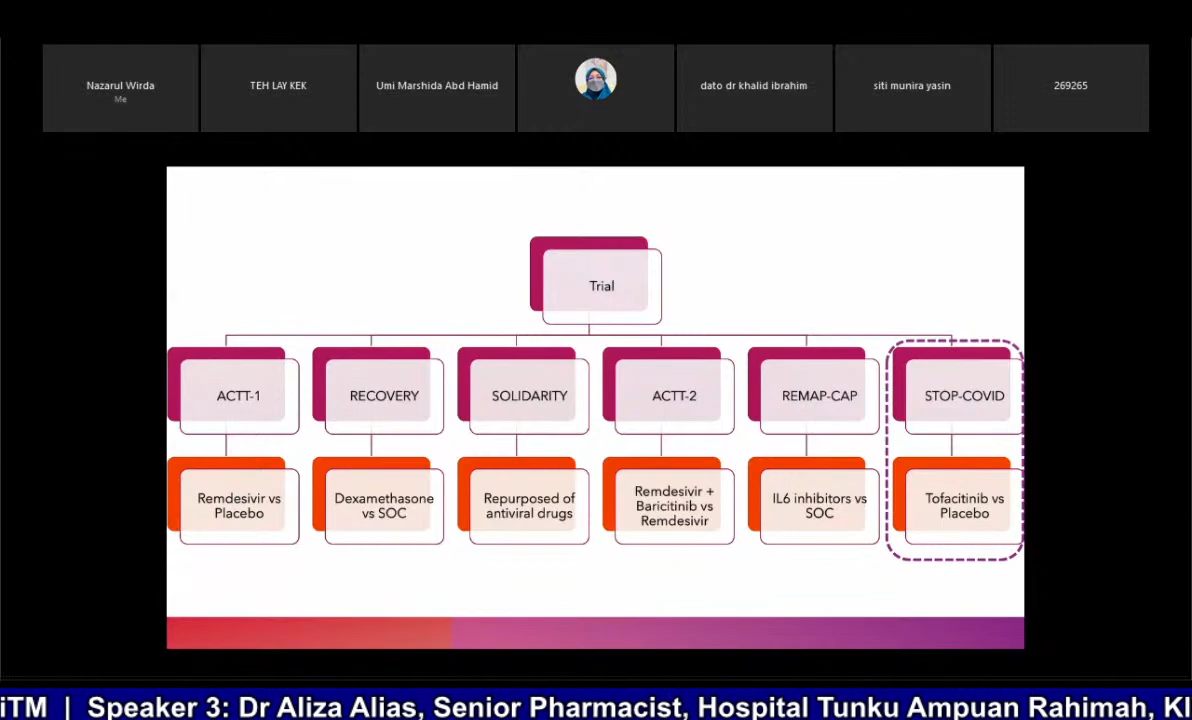 Nazarul Wirda
Me
TEH LAY KEK
Umi Marshida Abd Hamid
dato dr khalid ibrahim
siti munira yasin
269265
Trial
ACTT-1
RECOVERY
SOLIDARITY
ACTT-2
REMAP-CAP
STOP-COVID
Remdesivir vs
Placebo
Dexamethasone
vs SOC
Repurposed of
antiviral drugs
Remdesivir +
Baricitinib vs
Remdesivir
IL6 inhibitors vs
SOC
Tofacitinib vs
Placebo
iTM | Speaker 3: Dr Aliza Alias, Senior Pharmacist, Hospital Tunku Ampuan Rahimah, Kl